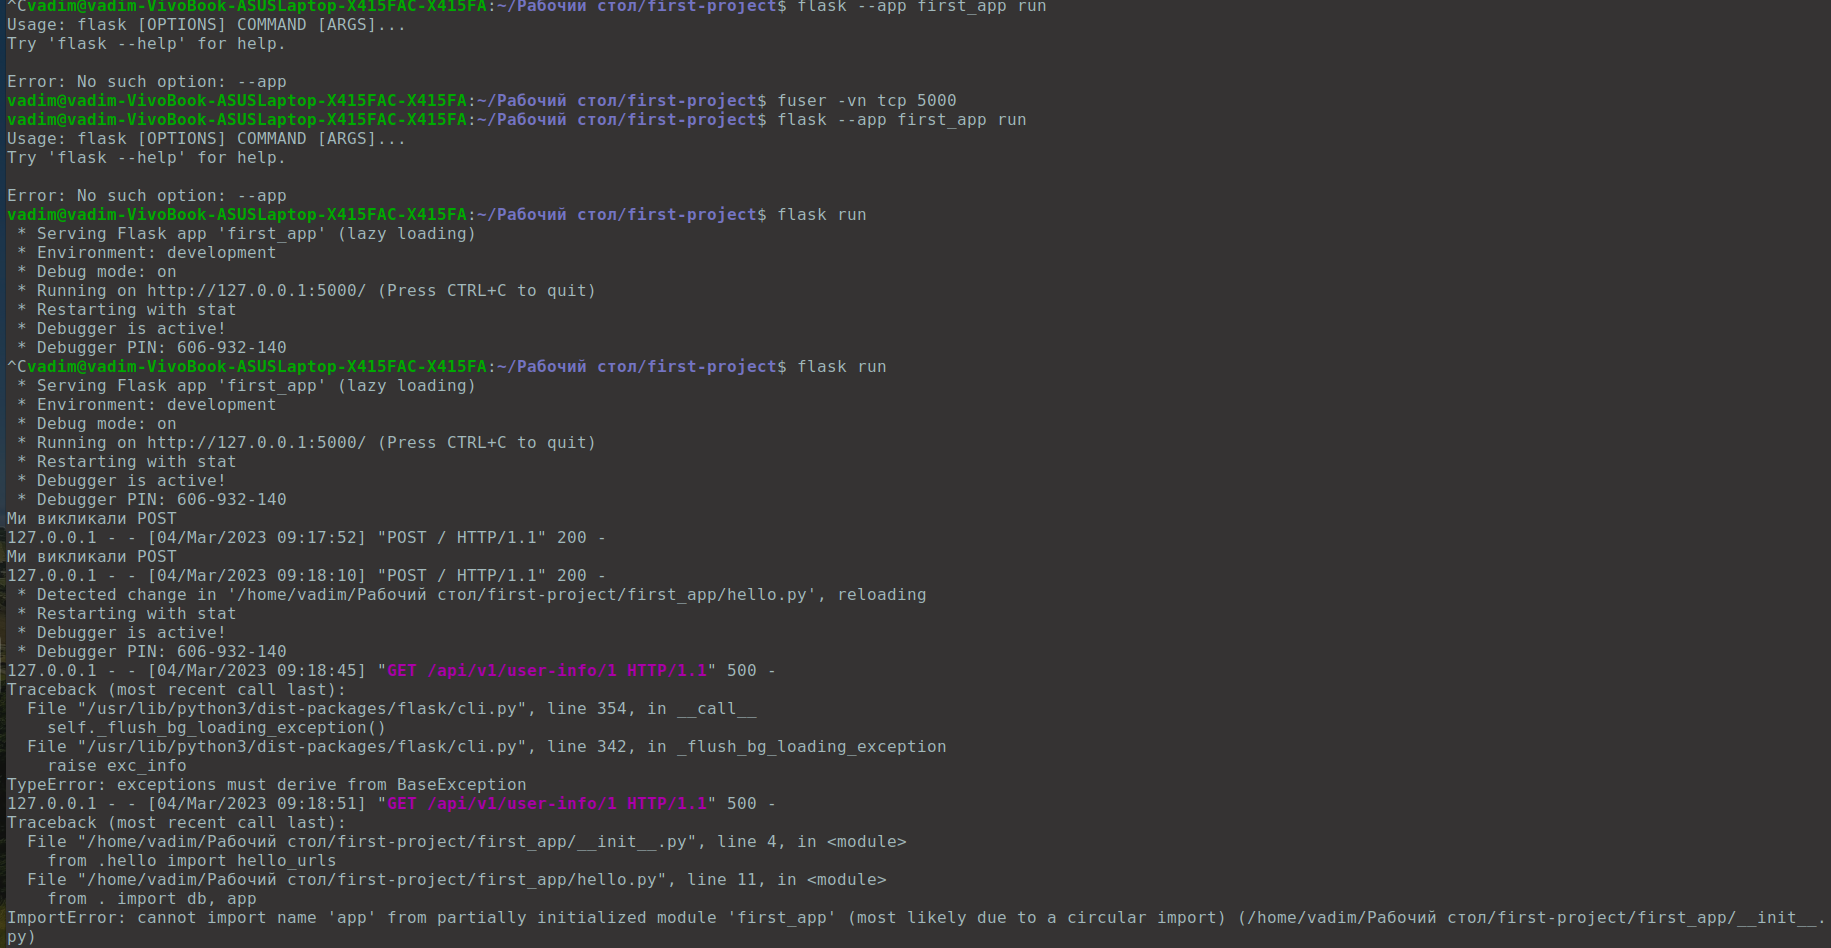 ^Cvadim@vadim-VivoBook-ASUSLaptop-X415FAC-X415FA:~/Рабочий стол/first-project$ flask --app first_app run
Usage: flask [OPTIONS] COMMAND [ARGS]...
Try 'flask --help' for help.
Error: No such option: --app
vadim@vadim-VivoBook-ASUSLaptop-X415FAC-X415FA:~/Рабочий стол/first-project$ fuser -vn tcp 5000
vadim@vadim-VivoBook-ASUSLaptop-X415FAC-X415FA:~/Рабочий стол/first-project$ flask --app first_app run
Usage: flask [OPTIONS] COMMAND [ARGS]...
Try 'flask --help' for help.
Error: No such option: --app
vadim@vadim-VivoBook-ASUSLaptop-X415FAC-X415FA:~/Рабочий стол/first-project$ flask run
 * Serving Flask app 'first_app' (lazy loading)
 * Environment: development
 * Debug mode: on
 * Running on http://127.0.0.1:5000/ (Press CTRL+C to quit)
 * Restarting with stat
 * Debugger is active!
 * Debugger PIN: 606-932-140
^Cvadim@vadim-VivoBook-ASUSLaptop-X415FAC-X415FA:~/Рабочий стол/first-project$ flask run
 * Serving Flask app 'first_app' (lazy loading)
 * Environment: development
 * Debug mode: on
 * Running on http://127.0.0.1:5000/ (Press CTRL+C to quit)
 * Restarting with stat
 * Debugger is active!
 * Debugger PIN: 606-932-140
Ми викликали POST
127.0.0.1 - - [04/Mar/2023 09:17:52] "POST / HTTP/1.1" 200 -
Ми викликали POST
127.0.0.1 - - [04/Mar/2023 09:18:10] "POST / HTTP/1.1" 200 -
 * Detected change in '/home/vadim/Рабочий стол/first-project/first_app/hello.py', reloading
 * Restarting with stat
 * Debugger is active!
 * Debugger PIN: 606-932-140
127.0.0.1 - - [04/Mar/2023 09:18:45] "GET /api/v1/user-info/1 HTTP/1.1" 500 -
Traceback (most recent call last):
  File "/usr/lib/python3/dist-packages/flask/cli.py", line 354, in __call__
    self._flush_bg_loading_exception()
  File "/usr/lib/python3/dist-packages/flask/cli.py", line 342, in _flush_bg_loading_exception
    raise exc_info
TypeError: exceptions must derive from BaseException
127.0.0.1 - - [04/Mar/2023 09:18:51] "GET /api/v1/user-info/1 HTTP/1.1" 500 -
Traceback (most recent call last):
  File "/home/vadim/Рабочий стол/first-project/first_app/__init__.py", line 4, in <module>
    from .hello import hello_urls
  File "/home/vadim/Рабочий стол/first-project/first_app/hello.py", line 11, in <module>
    from . import db, app
ImportError: cannot import name 'app' from partially initialized module 'first_app' (most likely due to a circular import) (/home/vadim/Рабочий стол/first-project/first_app/__init__.
py)